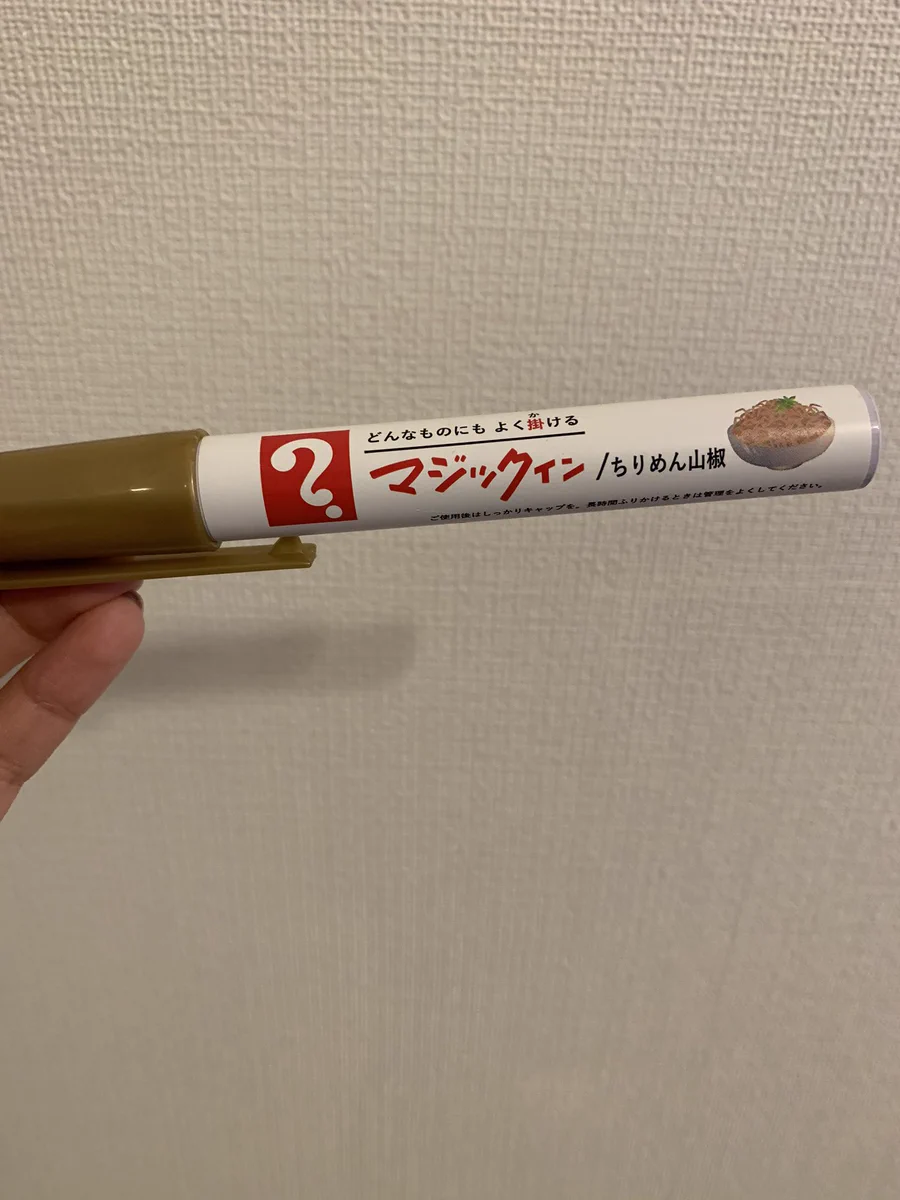 ?
どんなものにも よく掛ける
か
マジックイン/ちりめん山椒
ご使用後はしっかりキャップを。長時間ふりかけるときは管理をよくしてください。